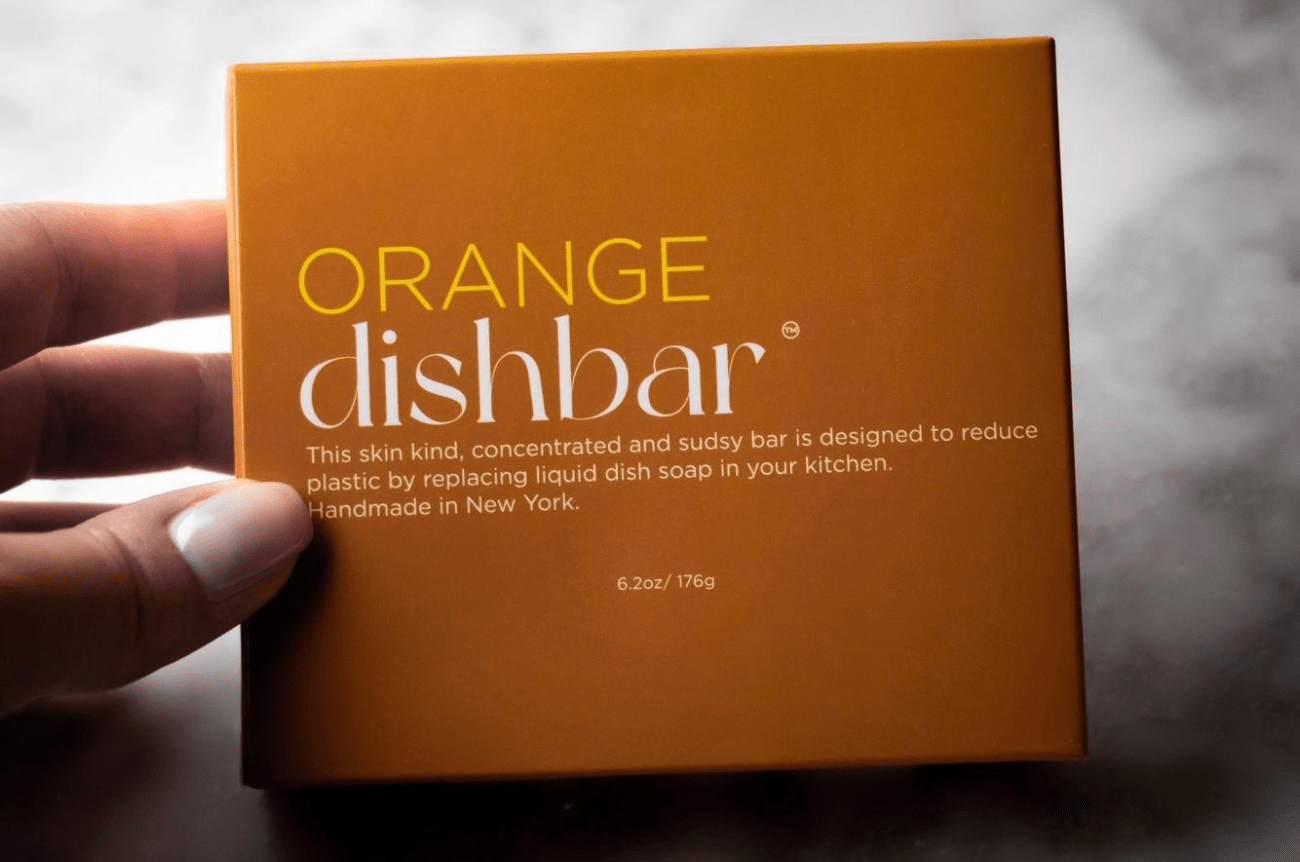 ORANGE
dishbar™
This skin kind, concentrated and sudsy bar is designed to reduce
plastic by replacing liquid dish soap in your kitchen.
Handmade in New York.
6.2oz/ 176g